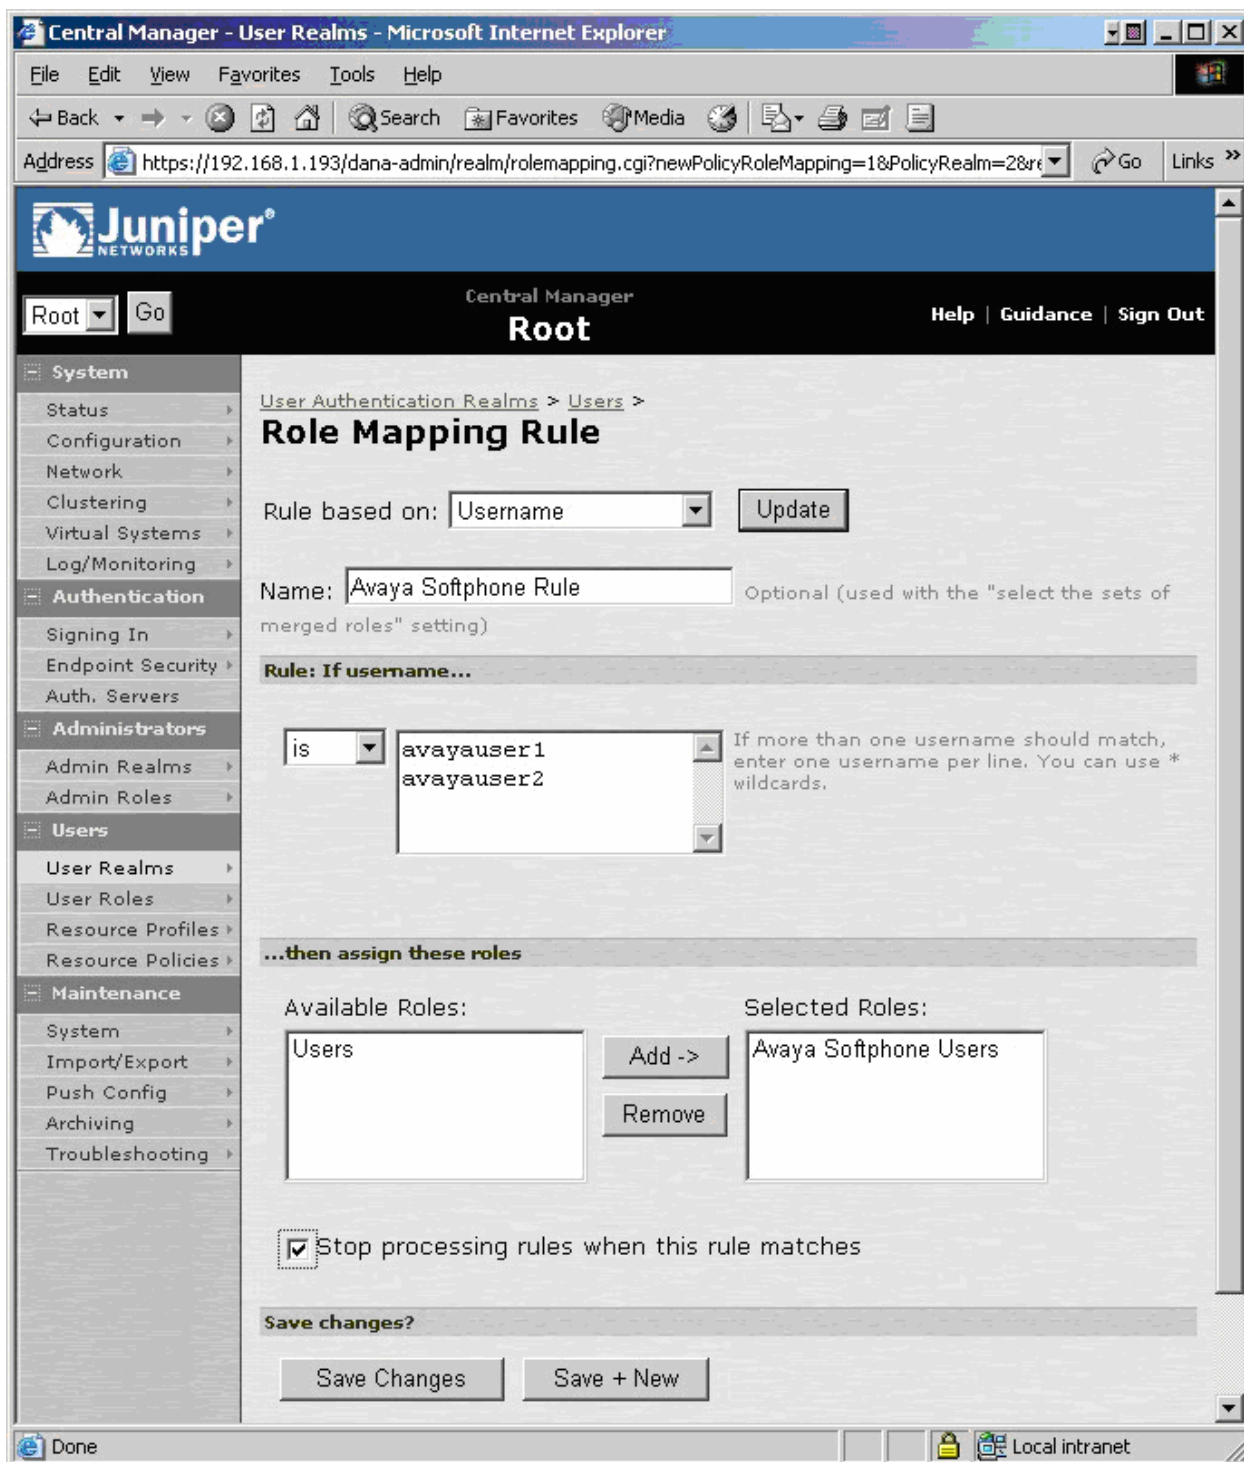 Central Manager - User Realms - Microsoft Internet Explorer
File Edit View Favorites Tools Help
Back Search Favorites Media
Address https://192.168.1.193/dana-admin/realm/rolemapping.cgi?newPolicyRoleMapping=1&PolicyRealm=2&re Go Links »
Juniper®
NETWORKS
Root Go
Central Manager
Root
Help | Guidance | Sign Out
System
Status
Configuration
Network
Clustering
Virtual Systems
Log/Monitoring
Authentication
Signing In
Endpoint Security
Auth. Servers
Administrators
Admin Realms
Admin Roles
Users
User Realms
User Roles
Resource Profiles
Resource Policies
Maintenance
System
Import/Export
Push Config
Archiving
Troubleshooting
User Authentication Realms > Users >
Role Mapping Rule
Rule based on: Username Update
Name: Avaya Softphone Rule Optional (used with the "select the sets of
merged roles" setting)
Rule: If username...
is
avayauser1
avayauser2
If more than one username should match,
enter one username per line. You can use *
wildcards.
...then assign these roles
Available Roles: Selected Roles:
Users Add -> Avaya Softphone Users
Remove
Stop processing rules when this rule matches
Save changes?
Save Changes Save + New
Done Local intranet